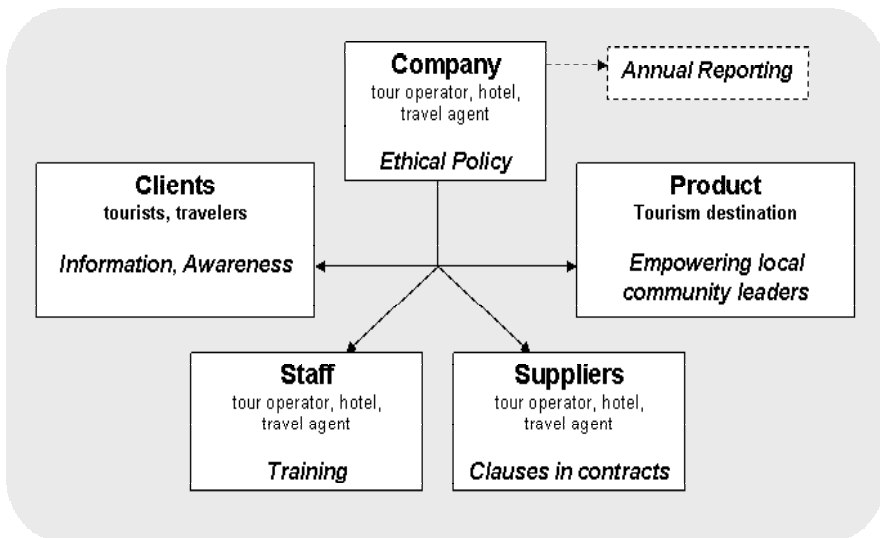 Company
tour operator, hotel,
travel agent
Ethical Policy
Annual Reporting
Clients
tourists, travelers
Information, Awareness
Product
Tourism destination
Empowering local
community leaders
Staff
tour operator, hotel,
travel agent
Training
Suppliers
tour operator, hotel,
travel agent
Clauses in contracts